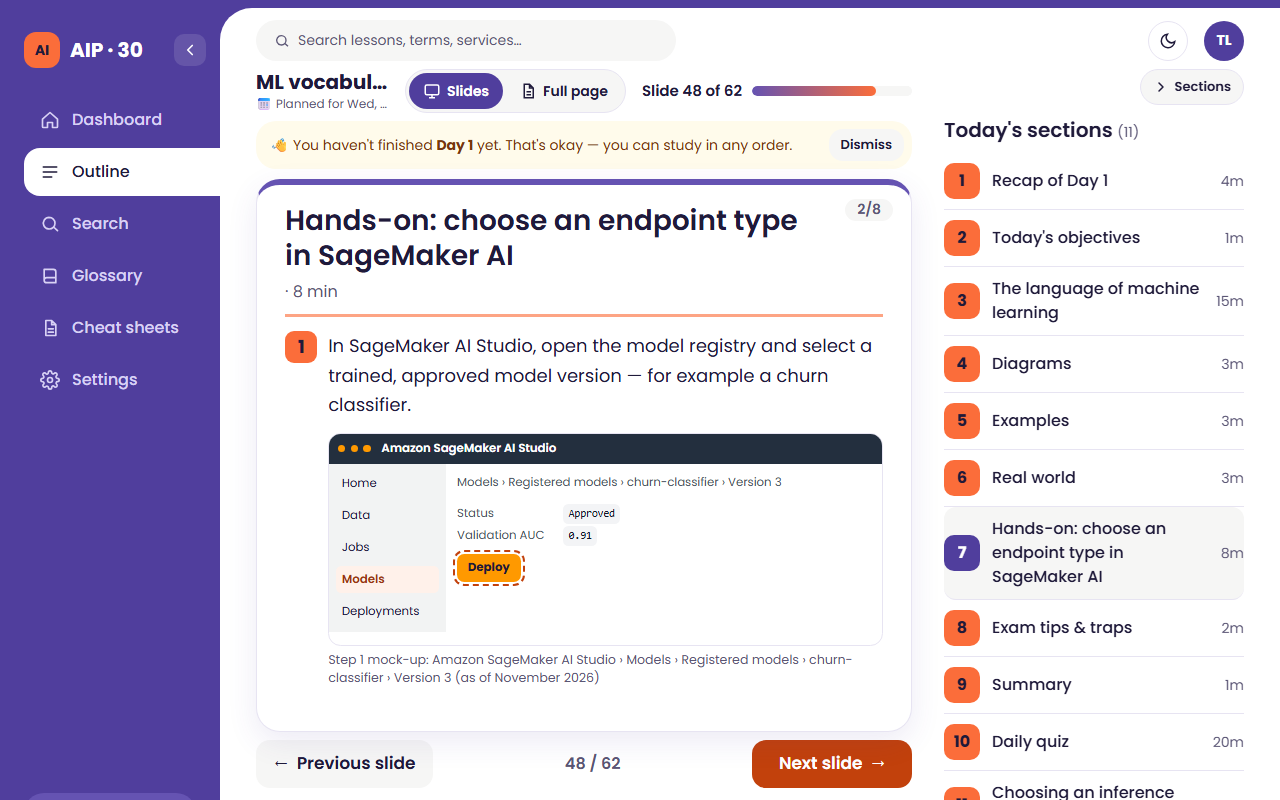 AI AIP · 30
Dashboard
Outline
Search
Glossary
Cheat sheets
Settings
Search lessons, terms, services…
TL
ML vocabul…
Planned for Wed, …
Slides
Full page
Slide 48 of 62
Sections
You haven't finished Day 1 yet. That's okay — you can study in any order.
Dismiss
Hands-on: choose an endpoint type
in SageMaker AI
2/8
· 8 min
1 In SageMaker AI Studio, open the model registry and select a
trained, approved model version — for example a churn
classifier.
Amazon SageMaker AI Studio
Home
Data
Jobs
Models
Deployments
Models › Registered models › churn-classifier › Version 3
Status Approved
Validation AUC 0.91
Deploy
Step 1 mock-up: Amazon SageMaker AI Studio › Models › Registered models › churn-
classifier › Version 3 (as of November 2026)
← Previous slide
48 / 62
Next slide →
Today's sections (11)
1 Recap of Day 1 4m
2 Today's objectives 1m
3 The language of machine
learning 15m
4 Diagrams 3m
5 Examples 3m
6 Real world 3m
7 Hands-on: choose an
endpoint type in
SageMaker AI 8m
8 Exam tips & traps 2m
9 Summary 1m
10 Daily quiz 20m
Choosing an inference